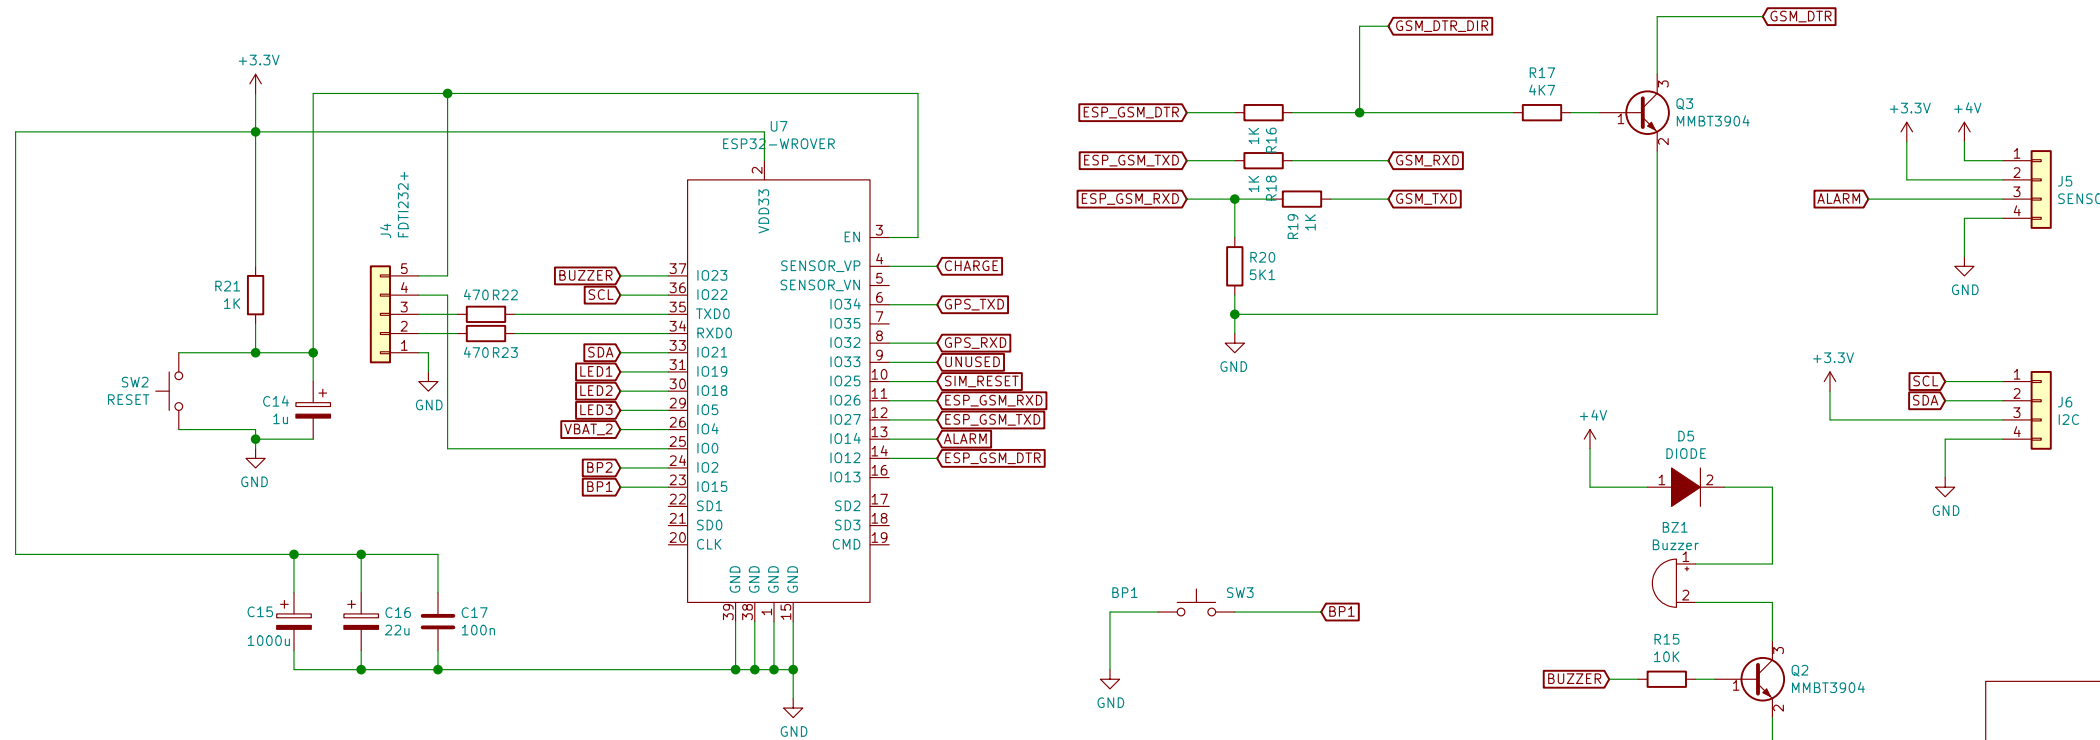 +3.3V
R21
1K
SW2
RESET
C14
+
1u
GND
J4
FDTI232+
5
4
3
2
1
470
R22
470
R23
GND
U7
ESP32-WROVER
2
VDD33
EN
3
SENSOR_VP
4
CHARGE
SENSOR_VN
5
IO34
6
GPS_TXD
IO35
7
IO32
8
GPS_RXD
IO33
9
UNUSED
IO25
10
SIM_RESET
IO26
11
ESP_GSM_RXD
IO27
12
ESP_GSM_TXD
IO14
13
ALARM
IO12
14
ESP_GSM_DTR
IO13
16
SD2
17
SD3
18
CMD
19
BUZZER
37
IO23
SCL
36
IO22
35
TXD0
34
RXD0
SDA
33
IO21
LED1
31
IO19
LED2
30
IO18
LED3
29
IO5
VBAT_2
26
IO4
25
IO0
BP2
24
IO2
BP1
23
IO15
22
SD1
21
SD0
20
CLK
GND
GND
GND
GND
39
38
1
15
GND
C15
+
1000u
C16
+
22u
C17
100n
GSM_DTR_DIR
GSM_DTR
ESP_GSM_DTR
1K
R16
R17
4K7
1
3
2
Q3
MMBT3904
ESP_GSM_TXD
1K
R18
GSM_RXD
ESP_GSM_RXD
R19
1K
GSM_TXD
R20
5K1
GND
+3.3V
+4V
ALARM
1
2
3
4
J5
SENSO
GND
+3.3V
SCL
SDA
1
2
3
4
J6
I2C
GND
+4V
D5
DIODE
1
2
BZ1
Buzzer
1
+
2
BUZZER
R15
10K
1
3
2
Q2
MMBT3904
BP1
SW3
BP1
GND